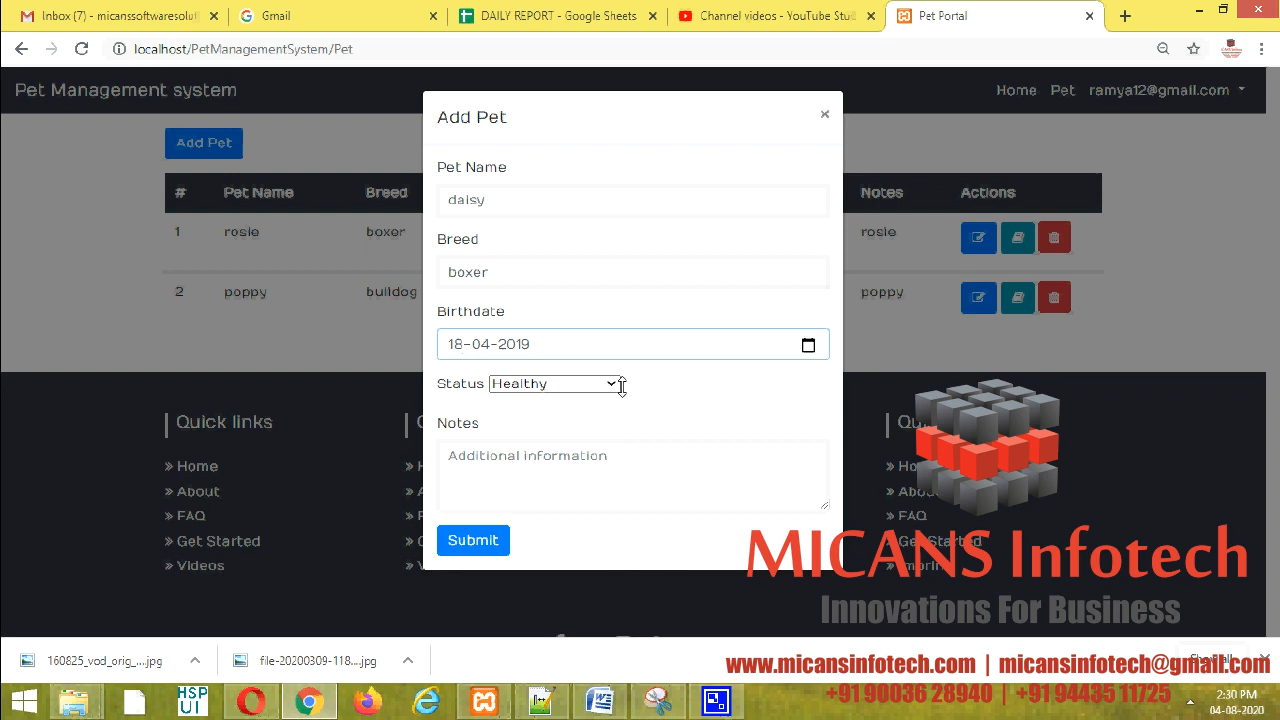 Inbox (7) - micanssoftwaresolut
Gmail
DAILY REPORT - Google Sheets
Channel videos - YouTube Stu
Pet Portal
localhost/PetManagementSystem/Pet
Pet Management system
Home
Pet
ramya12@gmail.com
Add Pet
# Pet Name Breed Notes Actions
1 rosie boxer rosie
2 poppy bulldog poppy
Add Pet
×
Pet Name
daisy
Breed
boxer
Birthdate
18-04-2019
Status Healthy
Notes
Additional information
Submit
Quick links
» Home
» About
» FAQ
» Get Started
» Videos
MICANS Infotech
Innovations For Business
www.micansinfotech.com | micansinfotech@gmail.com
+91 90036 28940 | +91 94435 11725
160825_vod_orig_....jpg
file-20200309-118....jpg
HSP
UI
2:30 PM
04-08-2020